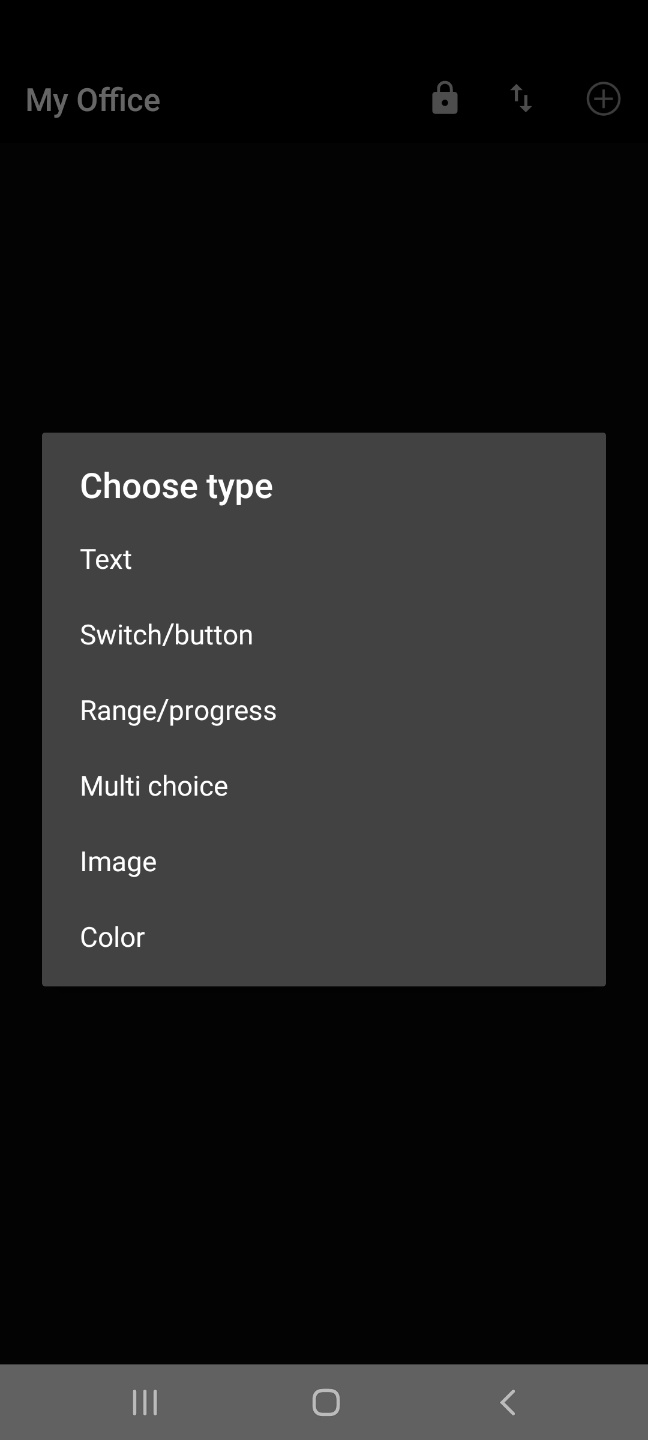 My Office
Choose type
Text
Switch/button
Range/progress
Multi choice
Image
Color